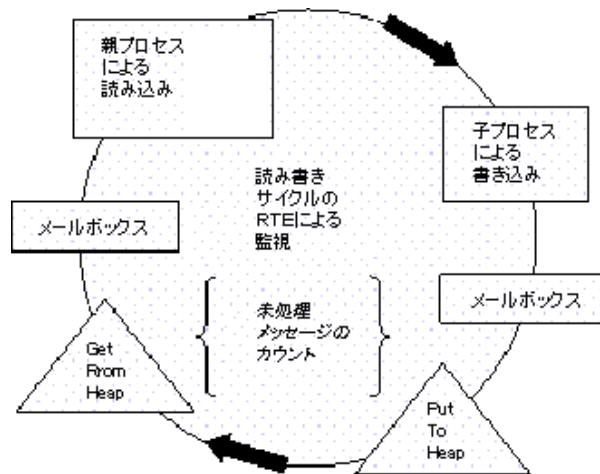 親プロセス
による
読み込み
子プロセス
による
書き込み
読み書き
サイクルの
RTEによる
監視
メールボックス
メールボックス
未処理
メッセージの
カウント
Get
Rrom
Heap
Put
To
Heap